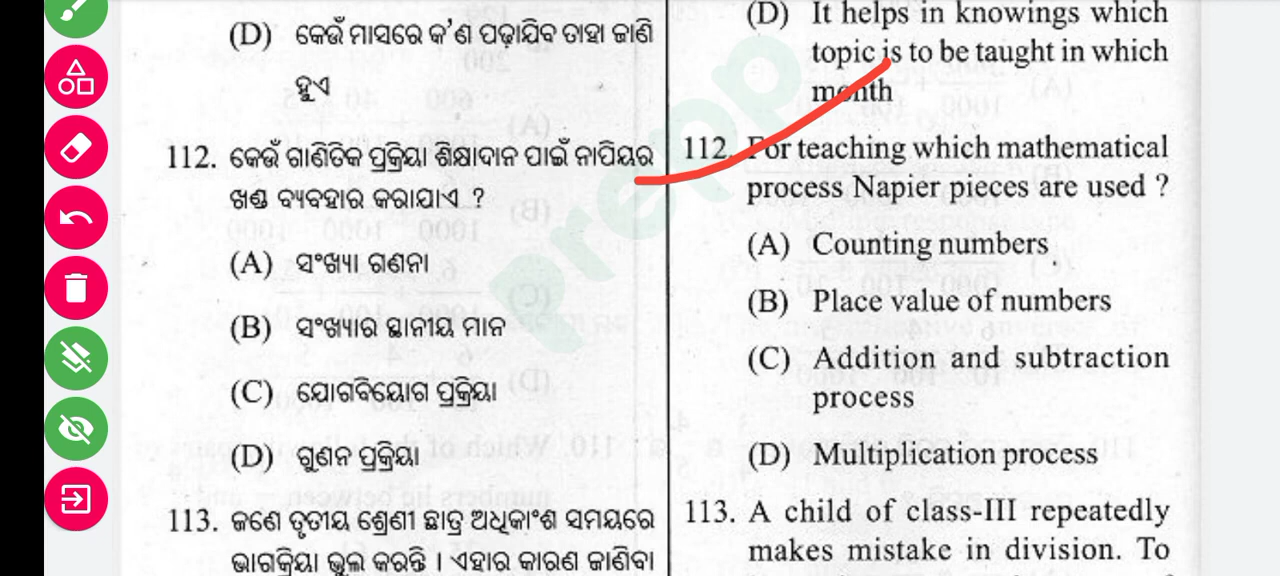 (D) କେଉଁ ମାସରେ କ'ଣ ପଢ଼ାଯିବ ତାହା ଜାଣି
ହୁଏ
112. କେଉଁ ଗାଣିତିକ ପ୍ରକ୍ରିୟା ଶିକ୍ଷାଦାନ ପାଇଁ ନାପିୟର
ଖଣ୍ଡ ବ୍ୟବହାର କରାଯାଏ ?
(A) ସଂଖ୍ୟା ଗଣନା
(B) ସଂଖ୍ୟାର ସ୍ଥାନୀୟ ମାନ
(C) ଯୋଗବିୟୋଗ ପ୍ରକ୍ରିୟା
(D) ଗୁଣନ ପ୍ରକ୍ରିୟା
113. ଜଣେ ତୃତୀୟ ଶ୍ରେଣୀ ଛାତ୍ର ଅଧିକାଂଶ ସମୟରେ
ଭାଗକ୍ରିୟା ଭୁଲ କରନ୍ତି । ଏହାର କାରଣ ଜାଣିବା
(D) It helps in knowings which
topic is to be taught in which
month
112. For teaching which mathematical
process Napier pieces are used ?
(A) Counting numbers
(B) Place value of numbers
(C) Addition and subtraction
process
(D) Multiplication process
113. A child of class-III repeatedly
makes mistake in division. To
prepp